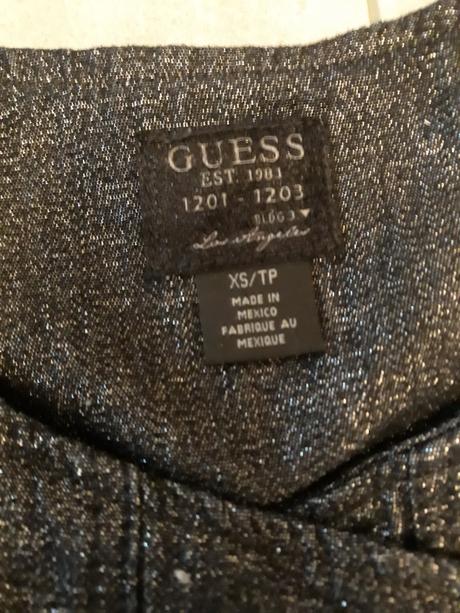 GUESS
EST. 1981
1201 - 1203
BLDG 3
Los Angeles
XS/TP
MADE IN
MEXICO
FABRIQUE AU
MEXIQUE